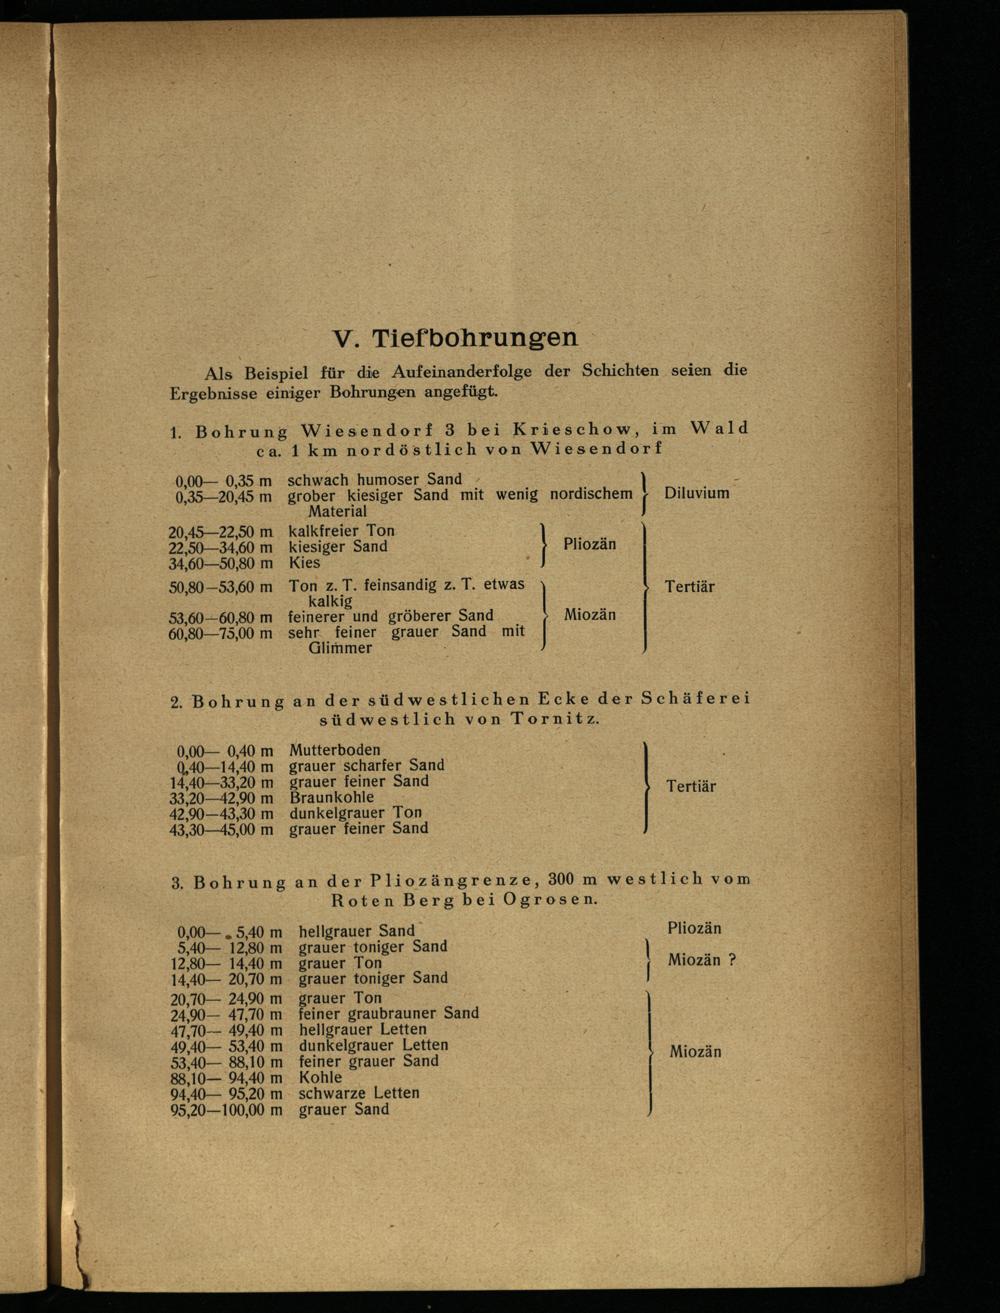 V. Tiefbohrungen
Als Beispiel für die Aufeinanderfolge der Schichten seien die
Ergebnisse einiger Bohrungen angefügt.
1. Bohrung Wiesendorf 3 bei Krieschow, im Wald
ca. 1 km nordöstlich von Wiesendorf
0,00— 0,35 m schwach humoser Sand
0,35—20,45 m grober kiesiger Sand mit wenig nordischem Diluvium
Material
20,45—22,50 m kalkfreier Ton
22,50—34,60 m kiesiger Sand Pliozän
34,60—50,80 m Kies
50,80—53,60 m Ton z. T. feinsandig z. T. etwas Tertiär
kalkig
53,60—60,80 m feinerer und gröberer Sand Miozän
60,80—75,00 m sehr feiner grauer Sand mit
Glimmer
2. Bohrung an der südwestlichen Ecke der Schäferei
südwestlich von Tornitz.
0,00— 0,40 m Mutterboden
0,40—14,40 m grauer scharfer Sand
14,40—33,20 m grauer feiner Sand Tertiär
33,20—42,90 m Braunkohle
42,90—43,30 m dunkelgrauer Ton
43,30—45,00 m grauer feiner Sand
3. Bohrung an der Pliozängrenze, 300 m westlich vom
Roten Berg bei Ogrosen.
0,00— 5,40 m hellgrauer Sand Pliozän
5,40— 12,80 m grauer toniger Sand
12,80— 14,40 m grauer Ton Miozän ?
14,40— 20,70 m grauer toniger Sand
20,70— 24,90 m grauer Ton
24,90— 47,70 m feiner graubrauner Sand
47,70— 49,40 m hellgrauer Letten
49,40— 53,40 m dunkelgrauer Letten Miozän
53,40— 88,10 m feiner grauer Sand
88,10— 94,40 m Kohle
94,40— 95,20 m schwarze Letten
95,20—100,00 m grauer Sand